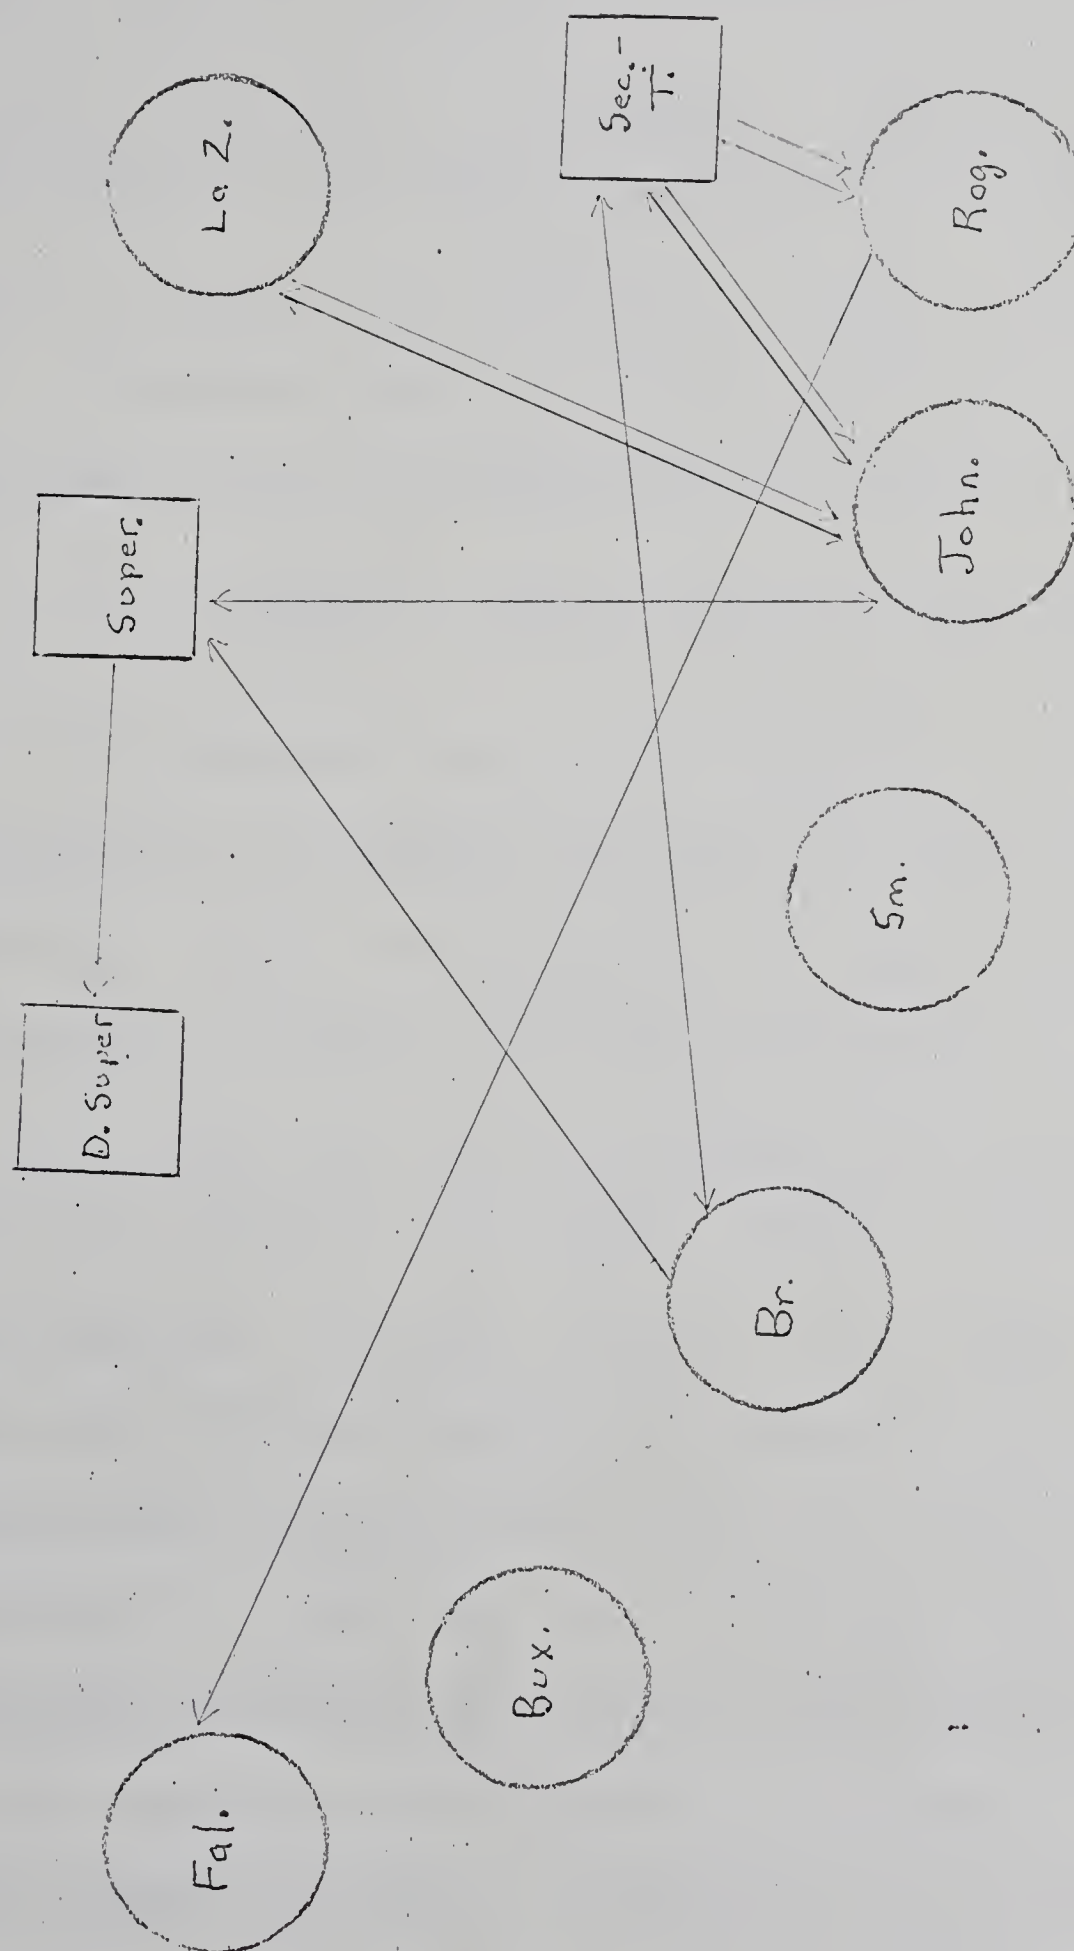 D. Super
Super.
Fal.
La Z.
Bux.
Sec.-
T.
Br.
Sm.
John.
Rog.